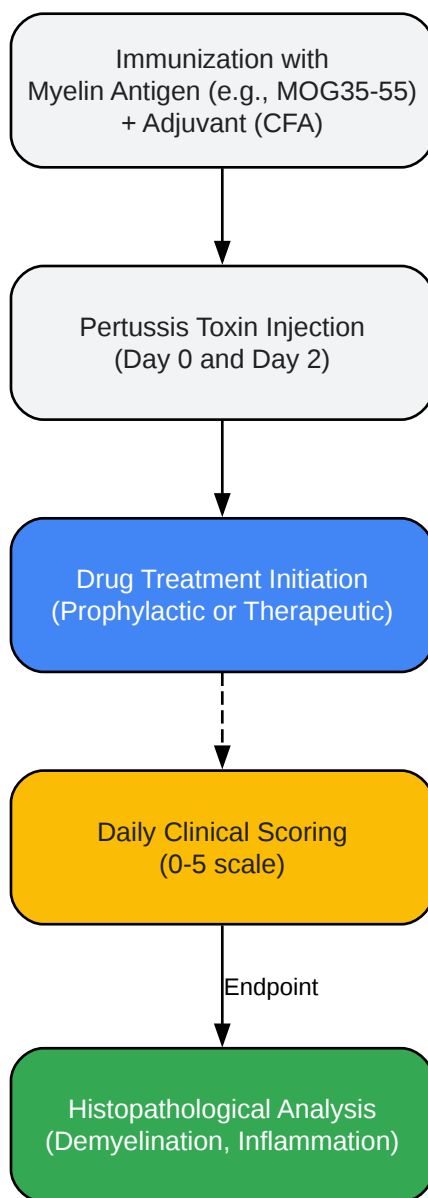 Immunization with
Myelin Antigen (e.g., MOG35-55)
+ Adjuvant (CFA)
Pertussis Toxin Injection
(Day 0 and Day 2)
Drug Treatment Initiation
(Prophylactic or Therapeutic)
Daily Clinical Scoring
(0-5 scale)
Endpoint
Histopathological Analysis
(Demyelination, Inflammation)